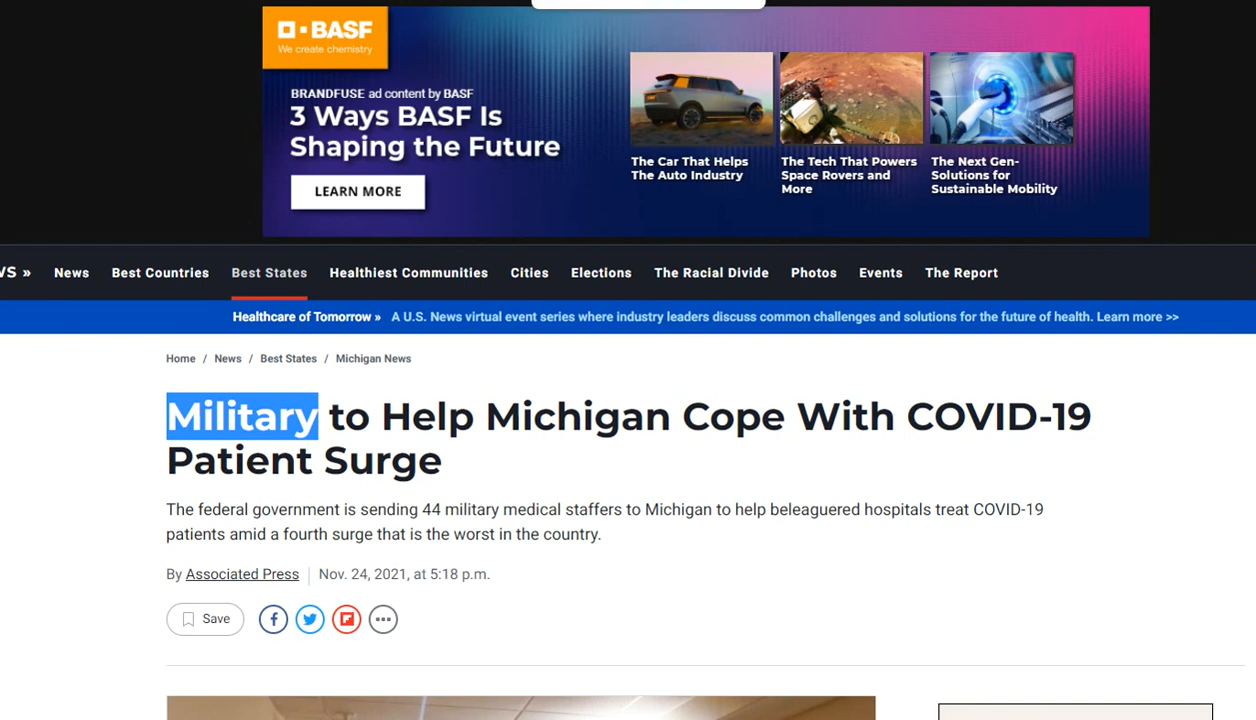 BASF
We create chemistry
BRANDFUSE ad content by BASF
3 Ways BASF Is
Shaping the Future
LEARN MORE
The Car That Helps
The Auto Industry
The Tech That Powers
Space Rovers and
More
The Next Gen-
Solutions for
Sustainable Mobility
» News Best Countries Best States Healthiest Communities Cities Elections The Racial Divide Photos Events The Report
Healthcare of Tomorrow » A U.S. News virtual event series where industry leaders discuss common challenges and solutions for the future of health. Learn more >>
Home / News / Best States / Michigan News
Military to Help Michigan Cope With COVID-19
Patient Surge
The federal government is sending 44 military medical staffers to Michigan to help beleaguered hospitals treat COVID-19
patients amid a fourth surge that is the worst in the country.
By Associated Press | Nov. 24, 2021, at 5:18 p.m.
Save